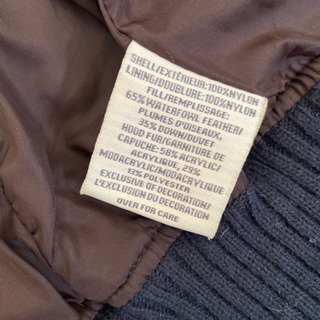 SHELL/EXTÉRIEUR:100%NYLON
LINING/DOUBLURE:100%NYLON
FILL/REMPLISSAGE:
65% WATERFOWL FEATHER/
PLUMES D'OISEAUX,
35% DOWN/DUVET
HOOD FUR/GARNITURE DE
CAPUCHE: 58% ACRYLIC/
ACRYLIQUE, 29%
MODACRYLIC/MODACRYLIQUE
13% POLYESTER
EXCLUSIVE OF DECORATION/
L'EXCLUSION DU DECORATION
OVER FOR CARE